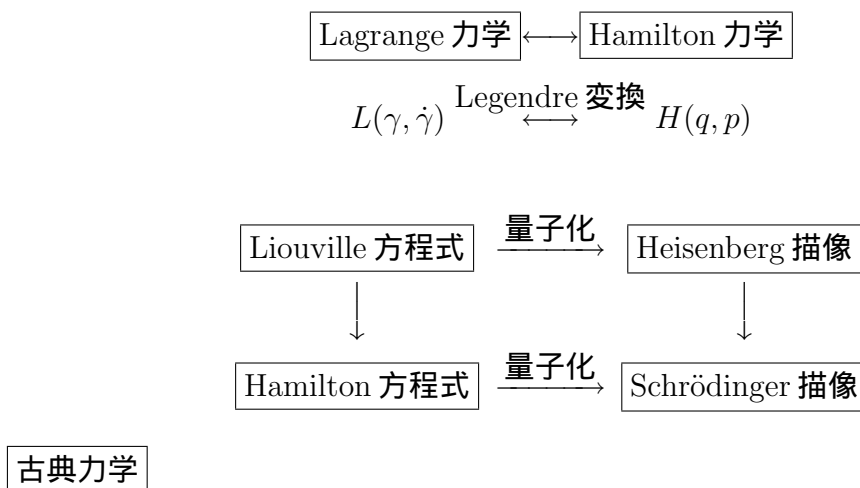 Lagrange 力学 ⟷ Hamilton 力学
L(γ, γ̇) Legendre 変換 ⟷ H(q, p)
Liouville 方程式 量子化 Heisenberg 描像
Hamilton 方程式 量子化 Schrödinger 描像
古典力学